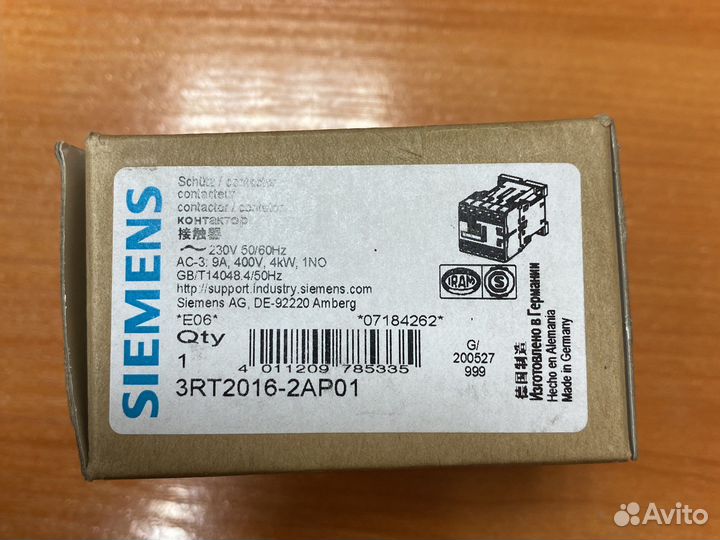 SIEMENS
Schütz / contactor
contacteur
contactor / contator
контактор
接触器
~ 230V 50/60Hz
AC-3: 9A, 400V, 4kW, 1NO
GB/T14048.4/50Hz
http://support.industry.siemens.com
Siemens AG, DE-92220 Amberg
*E06* *07184262*
Qty
1
4 011209 785335
3RT2016-2AP01
G/
200527
999
IRAM
S
德国制造
Изготовлено в Германии
Hecho en Alemania
Made in Germany
Avito